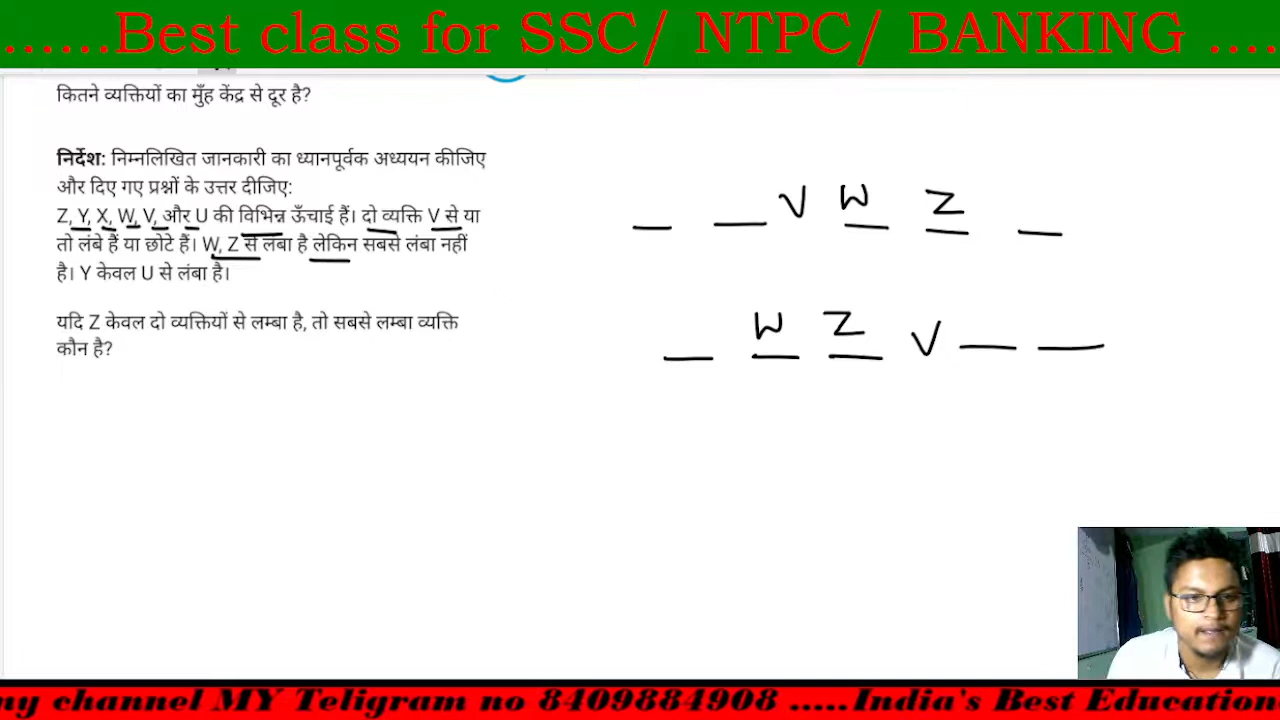 ......Best class for SSC/ NTPC/ BANKING ....
कितने व्यक्तियों का मुँह केंद्र से दूर है?
निर्देश: निम्नलिखित जानकारी का ध्यानपूर्वक अध्ययन कीजिए
और दिए गए प्रश्नों के उत्तर दीजिए:
Z, Y, X, W, V, और U की विभिन्न ऊँचाई हैं। दो व्यक्ति V से या
तो लंबे हैं या छोटे हैं। W, Z से लंबा है लेकिन सबसे लंबा नहीं
है। Y केवल U से लंबा है।
यदि Z केवल दो व्यक्तियों से लम्बा है, तो सबसे लम्बा व्यक्ति
कौन है?
V W Z
W Z V
ny channel MY Teligram no 8409884908 .....India's Best Education